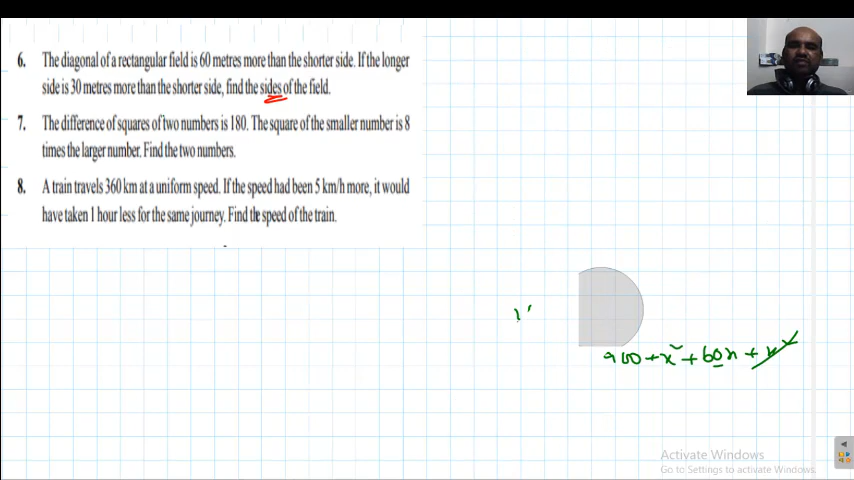 6. The diagonal of a rectangular field is 60 metres more than the shorter side. If the longer
side is 30 metres more than the shorter side, find the sides of the field.
7. The difference of squares of two numbers is 180. The square of the smaller number is 8
times the larger number. Find the two numbers.
8. A train travels 360 km at a uniform speed. If the speed had been 5 km/h more, it would
have taken 1 hour less for the same journey. Find the speed of the train.
900 + x² + 60x + x²
Activate Windows
Go to Settings to activate Windows.